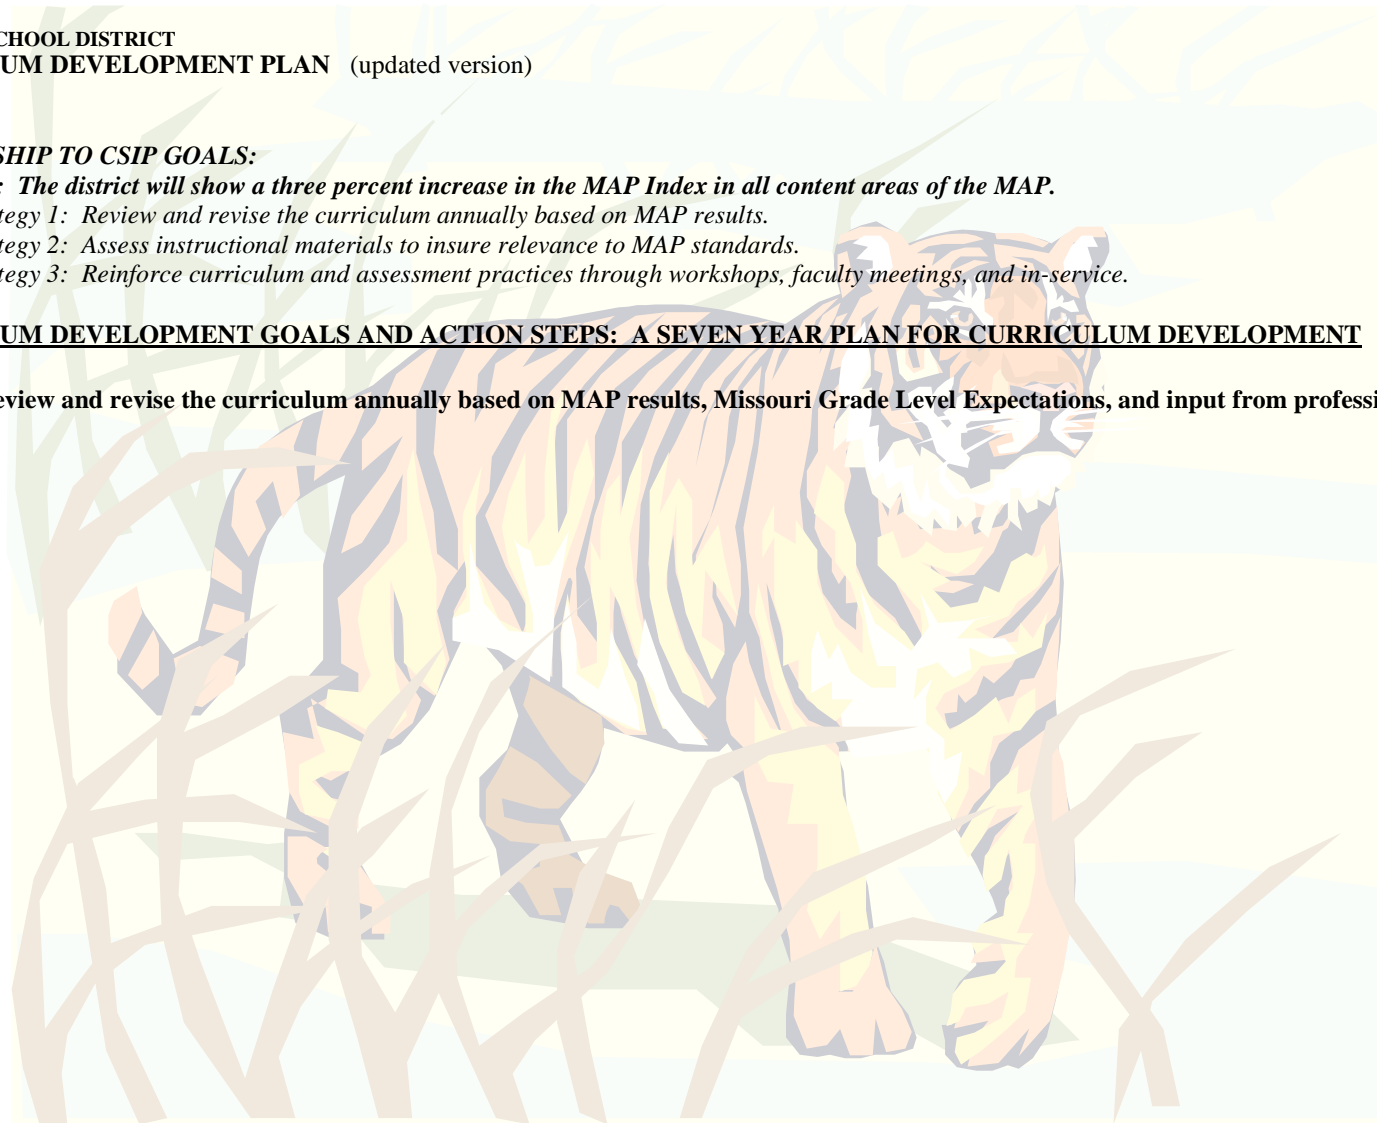 CHOOL DISTRICT
UM DEVELOPMENT PLAN (updated version)
SHIP TO CSIP GOALS:
: The district will show a three percent increase in the MAP Index in all content areas of the MAP.
tegy 1: Review and revise the curriculum annually based on MAP results.
tegy 2: Assess instructional materials to insure relevance to MAP standards.
tegy 3: Reinforce curriculum and assessment practices through workshops, faculty meetings, and in-service.
UM DEVELOPMENT GOALS AND ACTION STEPS: A SEVEN YEAR PLAN FOR CURRICULUM DEVELOPMENT
eview and revise the curriculum annually based on MAP results, Missouri Grade Level Expectations, and input from professi